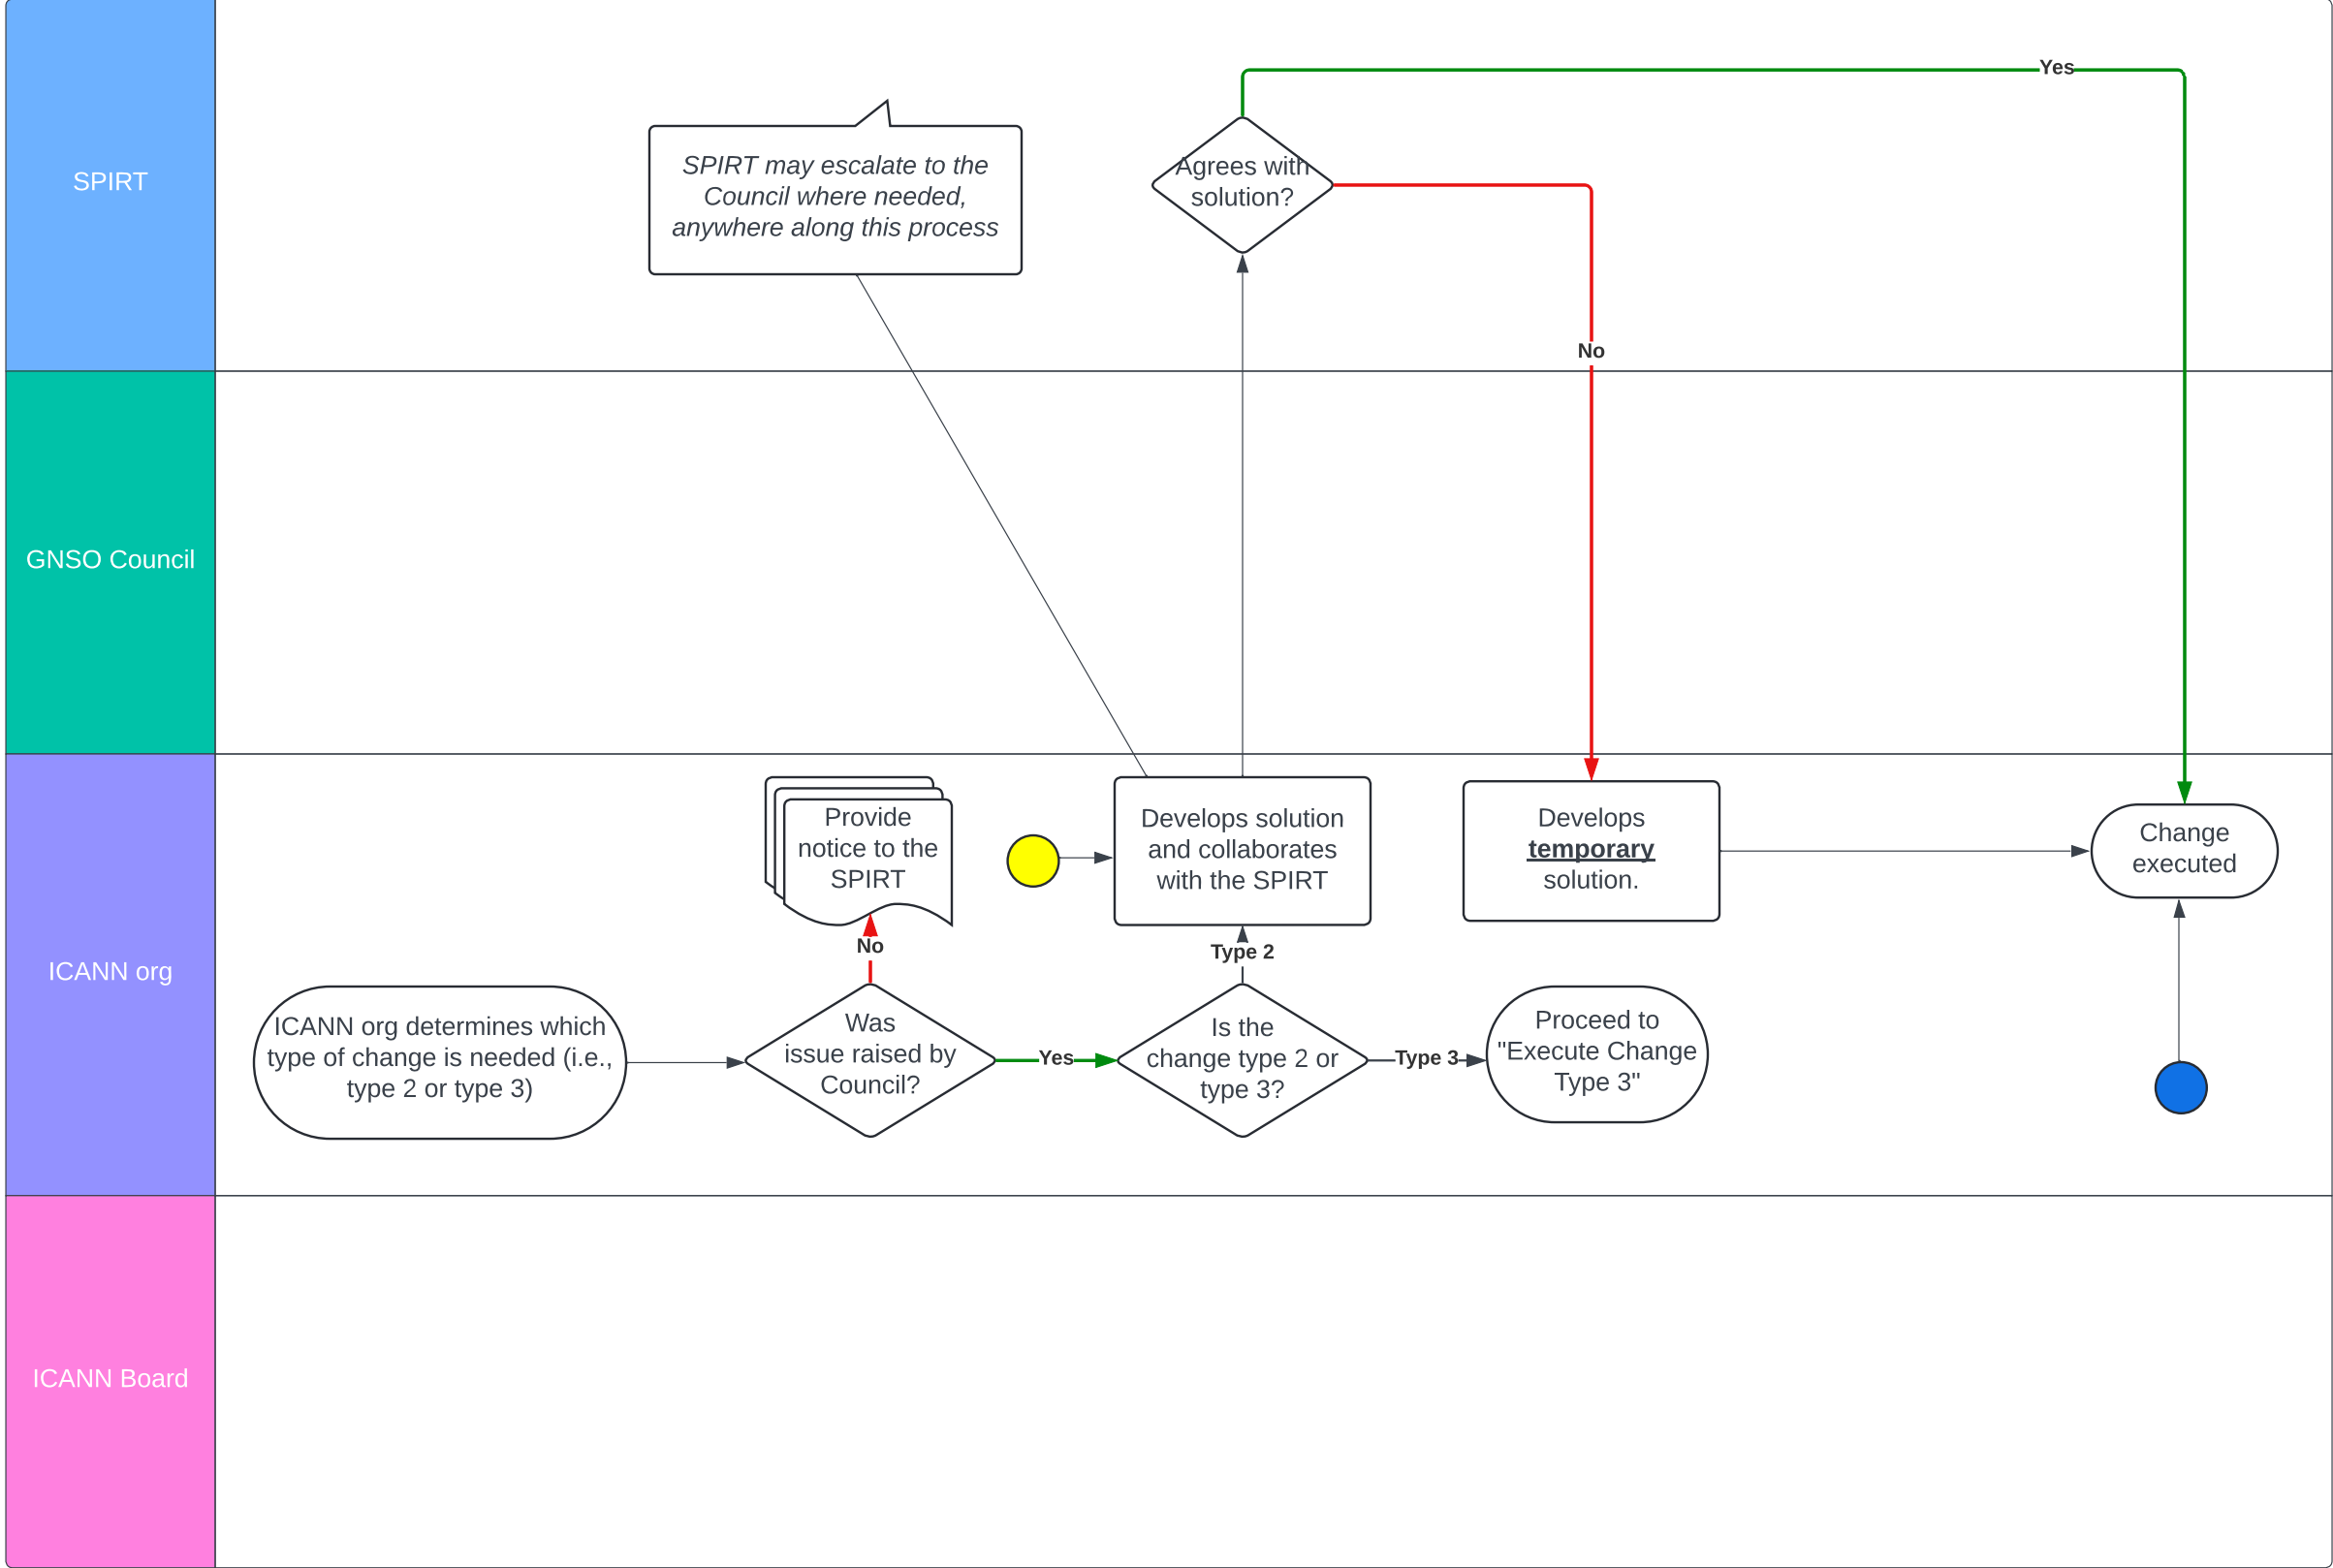 SPIRT
SPIRT may escalate to the
Council where needed,
anywhere along this process
Agrees with
solution?
Yes
No
GNSO Council
ICANN org
Provide
notice to the
SPIRT
Develops solution
and collaborates
with the SPIRT
Develops
temporary
solution.
Change
executed
No
Type 2
ICANN org determines which
type of change is needed (i.e.,
type 2 or type 3)
Was
issue raised by
Council?
Yes
Is the
change type 2 or
type 3?
Type 3
Proceed to
"Execute Change
Type 3"
ICANN Board